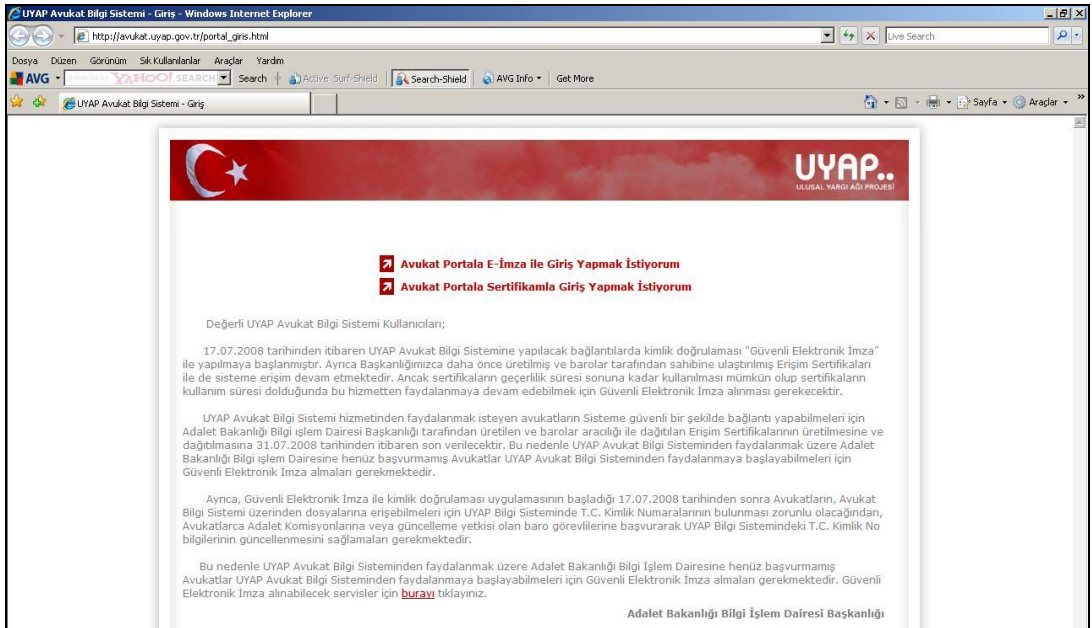 UYAP Avukat Bilgi Sistemi - Giriş - Windows Internet Explorer
http://avukat.uyap.gov.tr/portal_giris.html
Live Search
Dosya Düzen Görünüm Sık Kullanılanlar Araçlar Yardım
AVG YAHOO! SEARCH Search Active Surf-Shield Search-Shield AVG Info Get More
UYAP Avukat Bilgi Sistemi - Giriş Sayfa Araçlar
UYAP..
ULUSAL YARGI AĞI PROJESİ
Avukat Portala E-İmza ile Giriş Yapmak İstiyorum
Avukat Portala Sertifikamla Giriş Yapmak İstiyorum
Değerli UYAP Avukat Bilgi Sistemi Kullanıcıları;
17.07.2008 tarihinden itibaren UYAP Avukat Bilgi Sistemine yapılacak bağlantılarda kimlik doğrulaması "Güvenli Elektronik İmza"
ile yapılmaya başlanmıştır. Ayrıca Başkanlığımızca daha önce üretilmiş ve barolar tarafından sahibine ulaştırılmış Erişim Sertifikaları
ile de sisteme erişim devam etmektedir. Ancak sertifikaların geçerlilik süresi sonuna kadar kullanılması mümkün olup sertifikaların
kullanım süresi dolduğunda bu hizmetten faydalanmaya devam edebilmek için Güvenli Elektronik İmza alınması gerekecektir.
UYAP Avukat Bilgi Sistemi hizmetinden faydalanmak isteyen avukatların Sisteme güvenli bir şekilde bağlantı yapabilmeleri için
Adalet Bakanlığı Bilgi işlem Dairesi Başkanlığı tarafından üretilen ve barolar aracılığı ile dağıtılan Erişim Sertifikalarının üretilmesine ve
dağıtılmasına 31.07.2008 tarihinden itibaren son verilecektir. Bu nedenle UYAP Avukat Bilgi Sisteminden faydalanmak üzere Adalet
Bakanlığı Bilgi işlem Dairesine henüz başvurmamış Avukatlar UYAP Avukat Bilgi Sisteminden faydalanmaya başlayabilmeleri için
Güvenli Elektronik İmza almaları gerekmektedir.
Ayrıca, Güvenli Elektronik İmza ile kimlik doğrulaması uygulamasının başladığı 17.07.2008 tarihinden sonra Avukatların, Avukat
Bilgi Sistemi üzerinden dosyalarına erişebilmeleri için UYAP Bilgi Sisteminde T.C. Kimlik Numaralarının bulunması zorunlu olacağından,
Avukatlarca Adalet Komisyonlarına veya güncelleme yetkisi olan baro görevlilerine başvurarak UYAP Bilgi Sistemindeki T.C. Kimlik No
bilgilerinin güncellenmesini sağlamaları gerekmektedir.
Bu nedenle UYAP Avukat Bilgi Sisteminden faydalanmak üzere Adalet Bakanlığı Bilgi İşlem Dairesine henüz başvurmamış
Avukatlar UYAP Avukat Bilgi Sisteminden faydalanmaya başlayabilmeleri için Güvenli Elektronik İmza almaları gerekmektedir. Güvenli
Elektronik İmza alınabilecek servisler için burayı tıklayınız.
Adalet Bakanlığı Bilgi İşlem Dairesi Başkanlığı